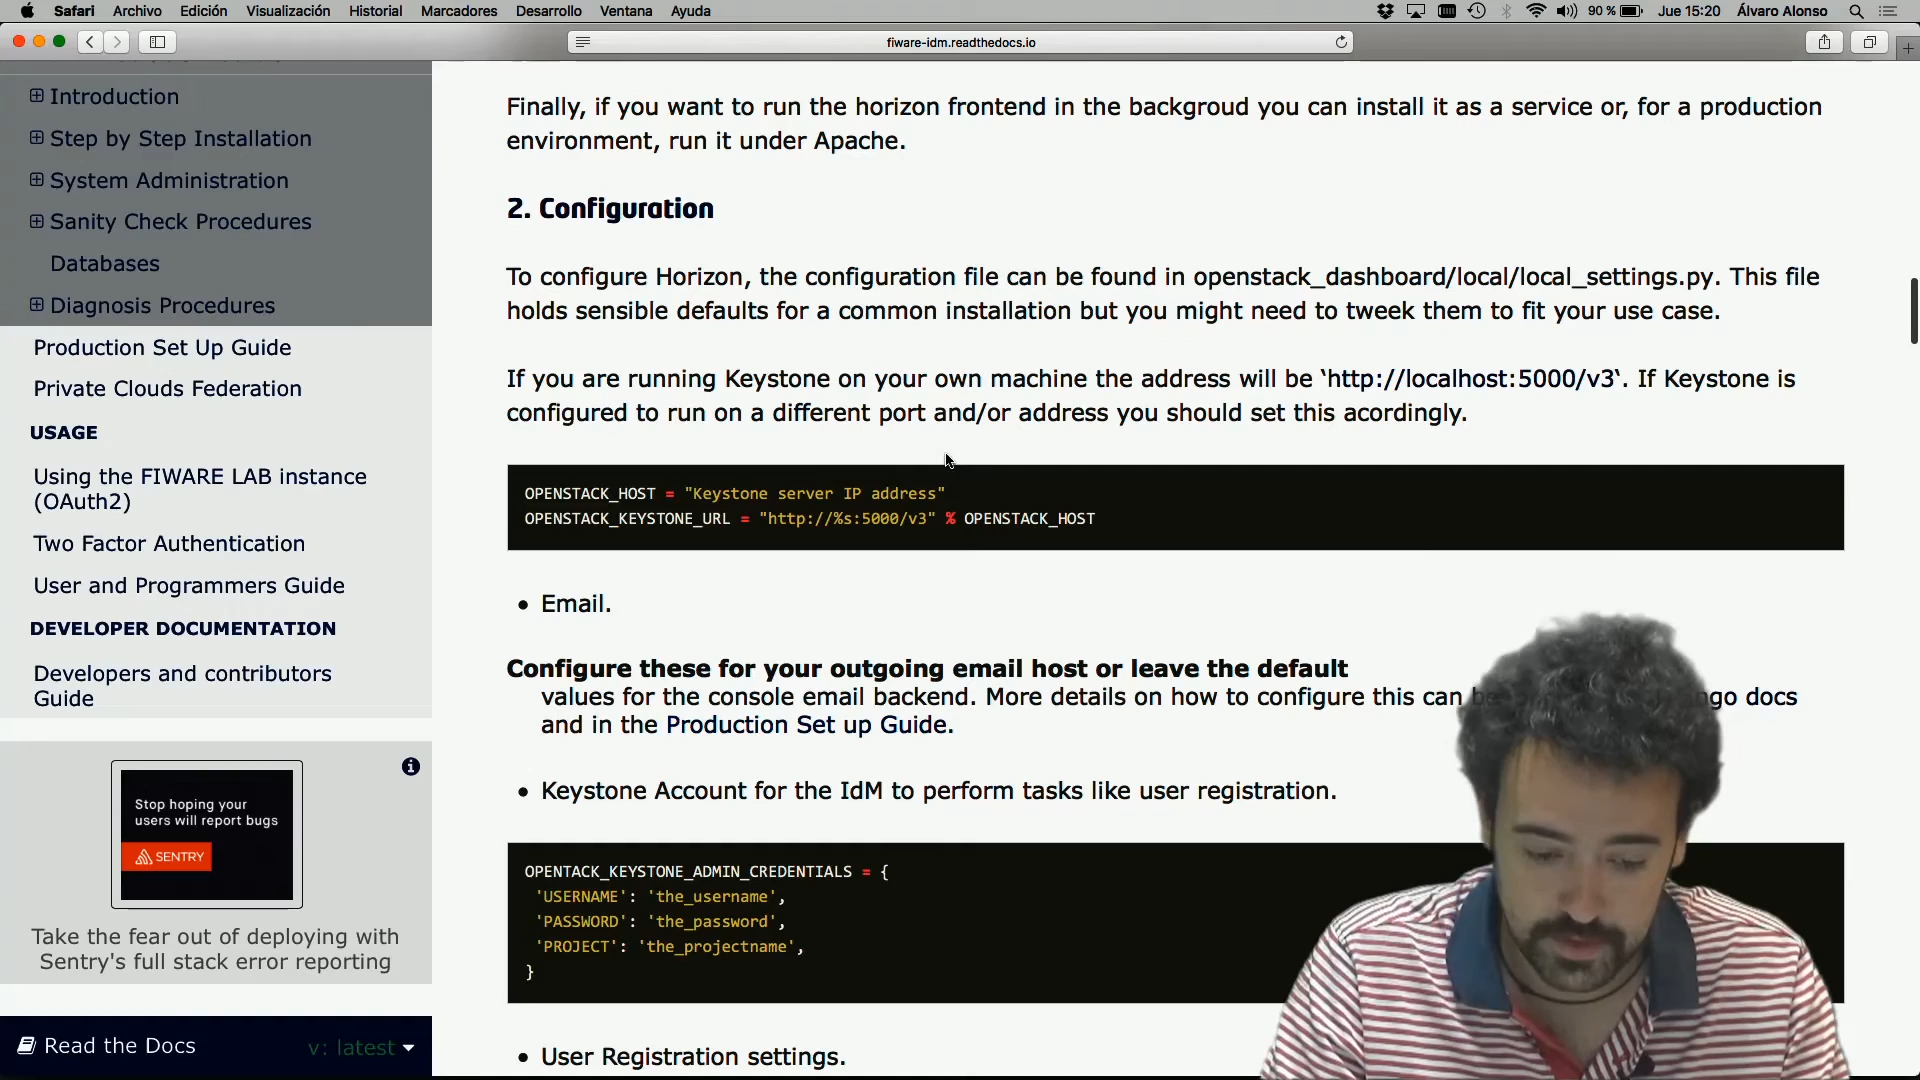 Safari Archivo Edición Visualización Historial Marcadores Desarrollo Ventana Ayuda 90 % Jue 15:20 Álvaro Alonso
fiware-idm.readthedocs.io
Introduction
Step by Step Installation
System Administration
Sanity Check Procedures
Databases
Diagnosis Procedures
Production Set Up Guide
Private Clouds Federation
USAGE
Using the FIWARE LAB instance
(OAuth2)
Two Factor Authentication
User and Programmers Guide
DEVELOPER DOCUMENTATION
Developers and contributors
Guide
Stop hoping your
users will report bugs
SENTRY
Take the fear out of deploying with
Sentry's full stack error reporting
Read the Docs v: latest
Finally, if you want to run the horizon frontend in the backgroud you can install it as a service or, for a production
environment, run it under Apache.
2. Configuration
To configure Horizon, the configuration file can be found in openstack_dashboard/local/local_settings.py. This file
holds sensible defaults for a common installation but you might need to tweek them to fit your use case.
If you are running Keystone on your own machine the address will be ‵http://localhost:5000/v3‵. If Keystone is
configured to run on a different port and/or address you should set this acordingly.
OPENSTACK_HOST = "Keystone server IP address"
OPENSTACK_KEYSTONE_URL = "http://%s:5000/v3" % OPENSTACK_HOST
• Email.
Configure these for your outgoing email host or leave the default
values for the console email backend. More details on how to configure this can docs
and in the Production Set up Guide.
• Keystone Account for the IdM to perform tasks like user registration.
OPENTACK_KEYSTONE_ADMIN_CREDENTIALS = {
'USERNAME': 'the_username',
'PASSWORD': 'the_password',
'PROJECT': 'the_projectname',
}
• User Registration settings.